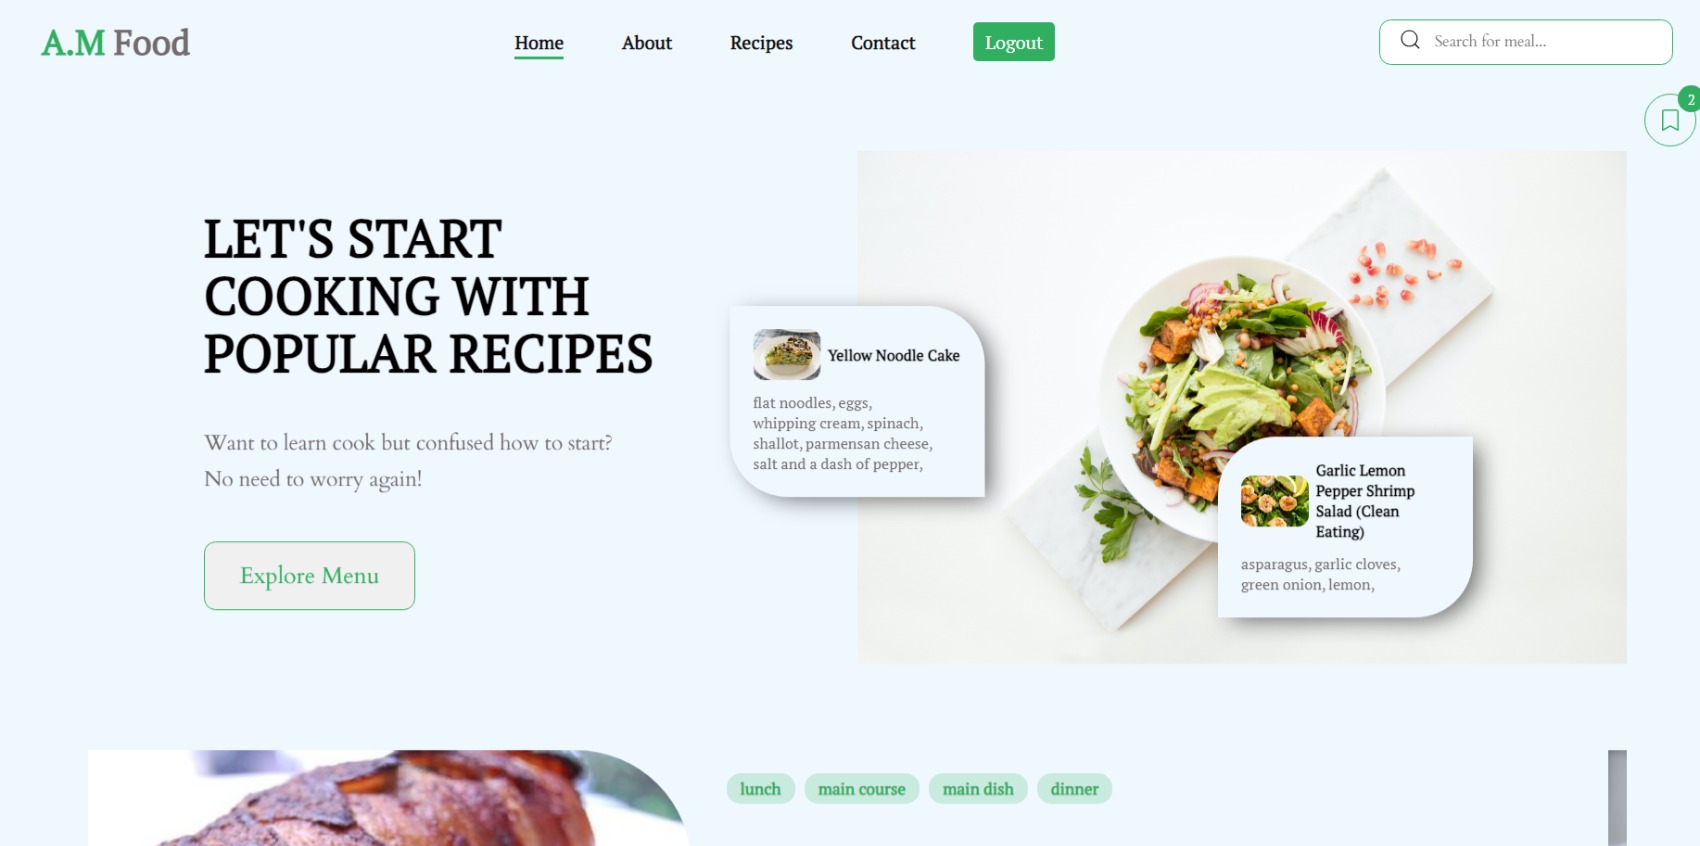 A.M Food
Home
About
Recipes
Contact
Logout
Search for meal...
2
LET'S START
COOKING WITH
POPULAR RECIPES
Want to learn cook but confused how to start?
No need to worry again!
Explore Menu
Yellow Noodle Cake
flat noodles, eggs,
whipping cream, spinach,
shallot, parmensan cheese,
salt and a dash of pepper,
Garlic Lemon
Pepper Shrimp
Salad (Clean
Eating)
asparagus, garlic cloves,
green onion, lemon,
lunch
main course
main dish
dinner